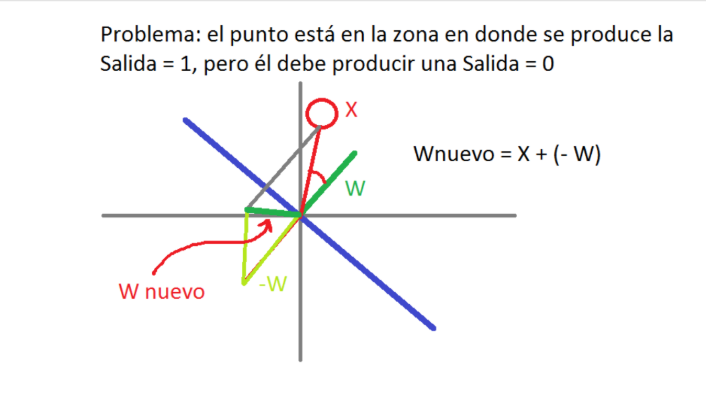 Problema: el punto está en la zona en donde se produce la
Salida = 1, pero él debe producir una Salida = 0
X
Wnuevo = X + (- W)
W
-W
W nuevo